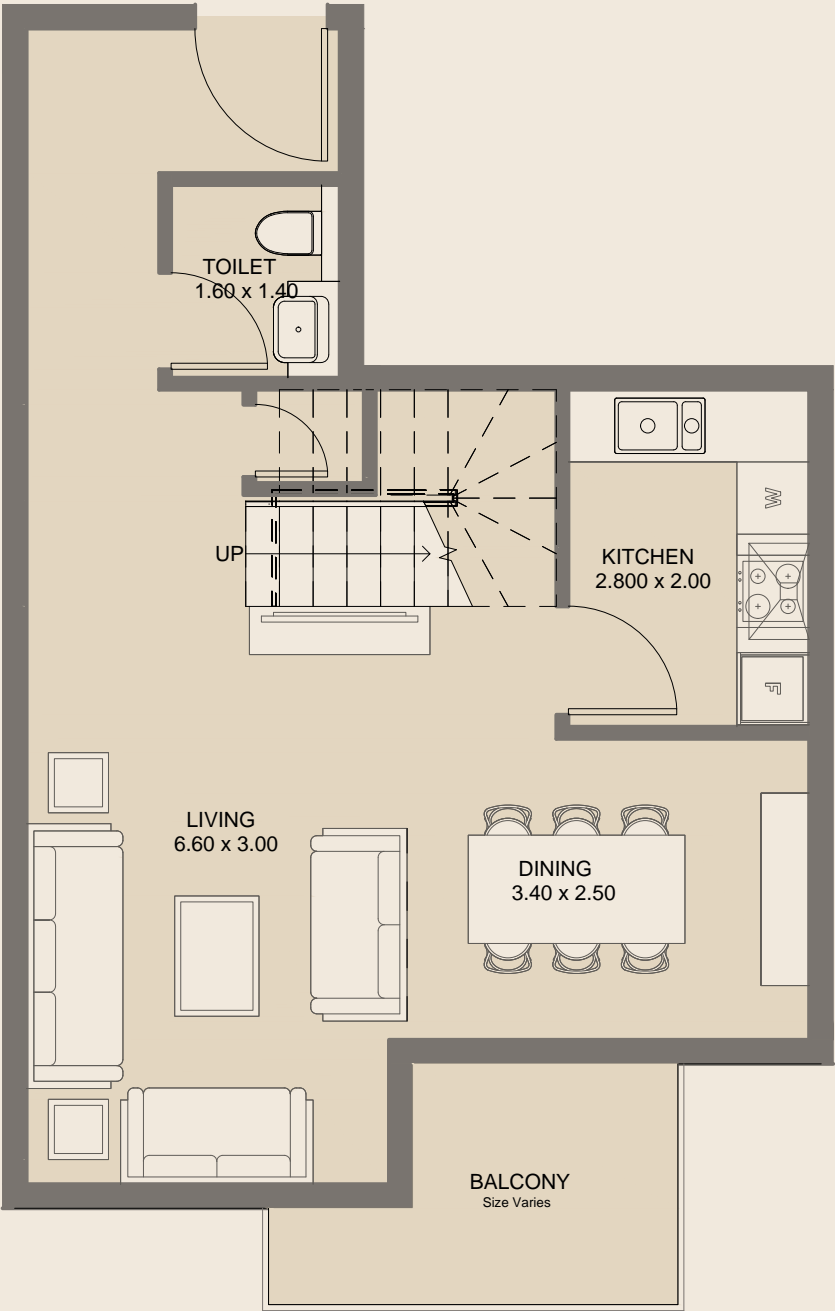 TOILET
1.60 x 1.40
UP
M
KITCHEN
2.800 x 2.00
F
LIVING
6.60 x 3.00
DINING
3.40 x 2.50
BALCONY
Size Varies